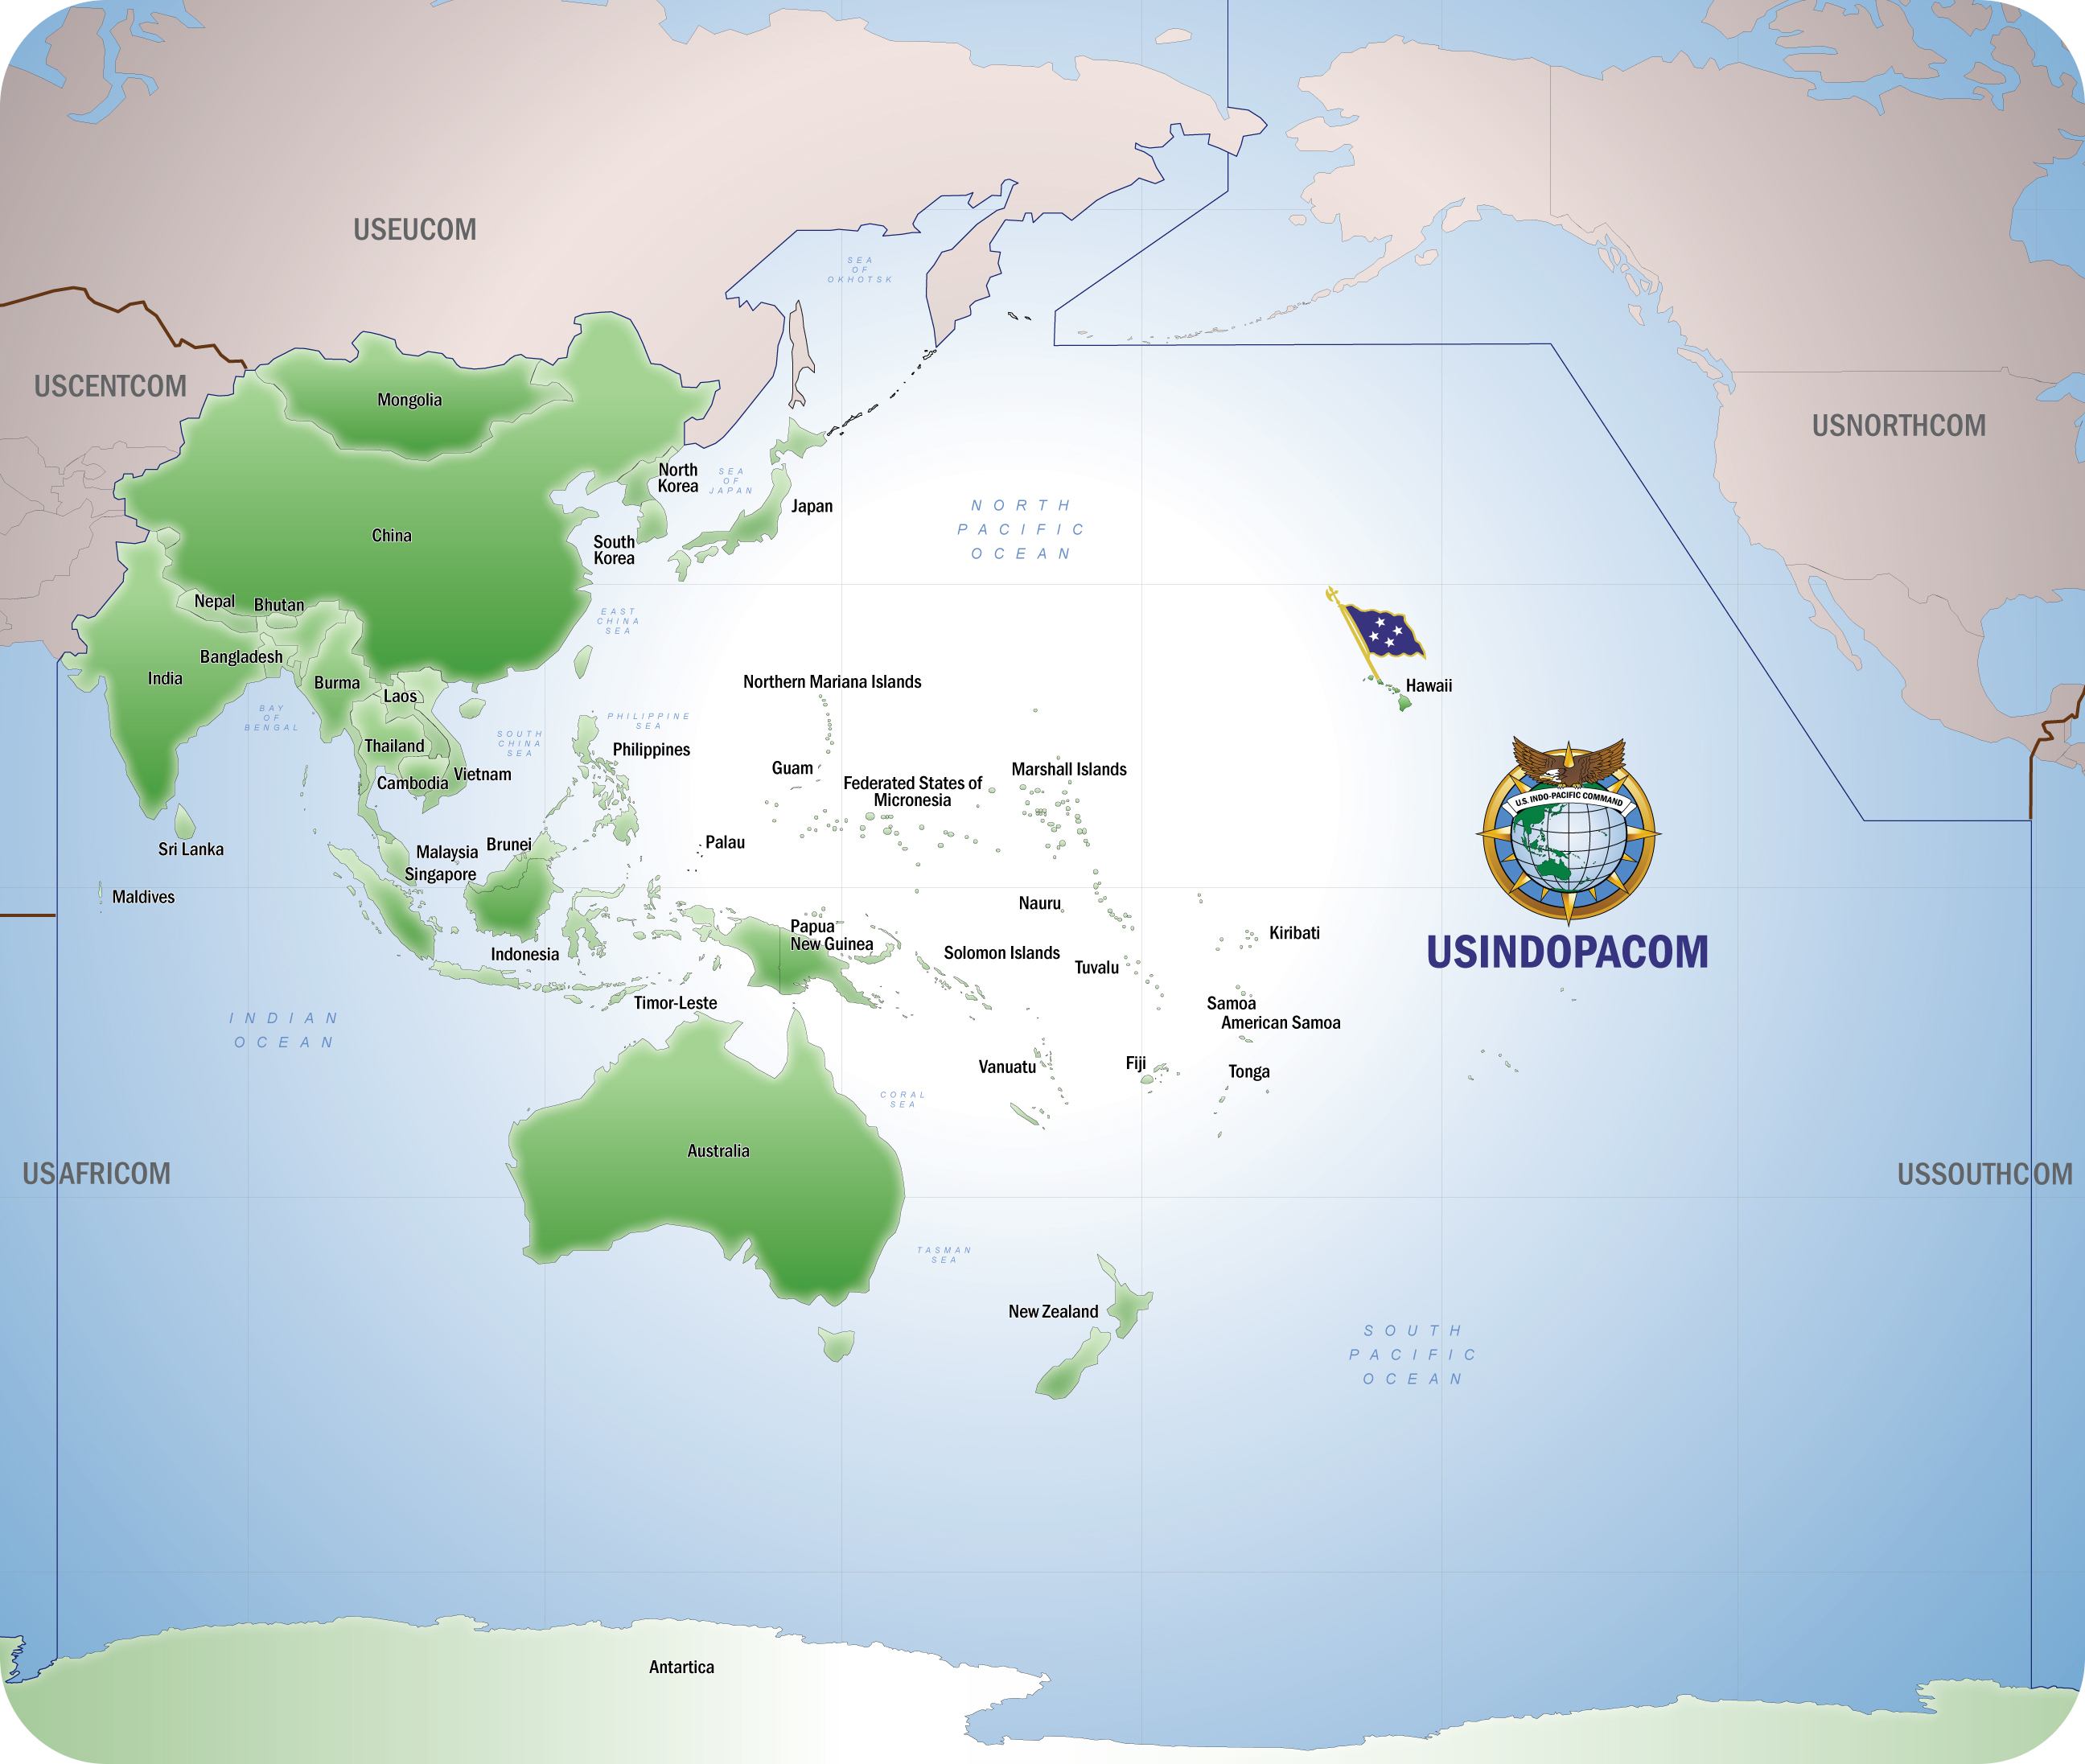 USEUCOM
SEA
OF
OKHOTSK
USCENTCOM
Mongolia
USNORTHCOM
North
Korea
SEA
OF
JAPAN
Japan
NORTH
PACIFIC
OCEAN
China
South
Korea
Nepal
Bhutan
EAST
CHINA
SEA
Bangladesh
India
Burma
Laos
Northern Mariana Islands
Hawaii
BAY
OF
BENGAL
PHILIPPINE
SEA
SOUTH
CHINA
SEA
Thailand
Philippines
Cambodia
Vietnam
Guam
Federated States of
Micronesia
Marshall Islands
U.S. INDO-PACIFIC COMMAND
Sri Lanka
Malaysia
Brunei
Singapore
Palau
Maldives
Nauru
Papua
New Guinea
Kiribati
USINDOPACOM
Indonesia
Solomon Islands
Tuvalu
Timor-Leste
Samoa
American Samoa
INDIAN
OCEAN
Vanuatu
Fiji
Tonga
CORAL
SEA
Australia
USAFRICOM
USSOUTHCOM
TASMAN
SEA
New Zealand
SOUTH
PACIFIC
OCEAN
Antartica